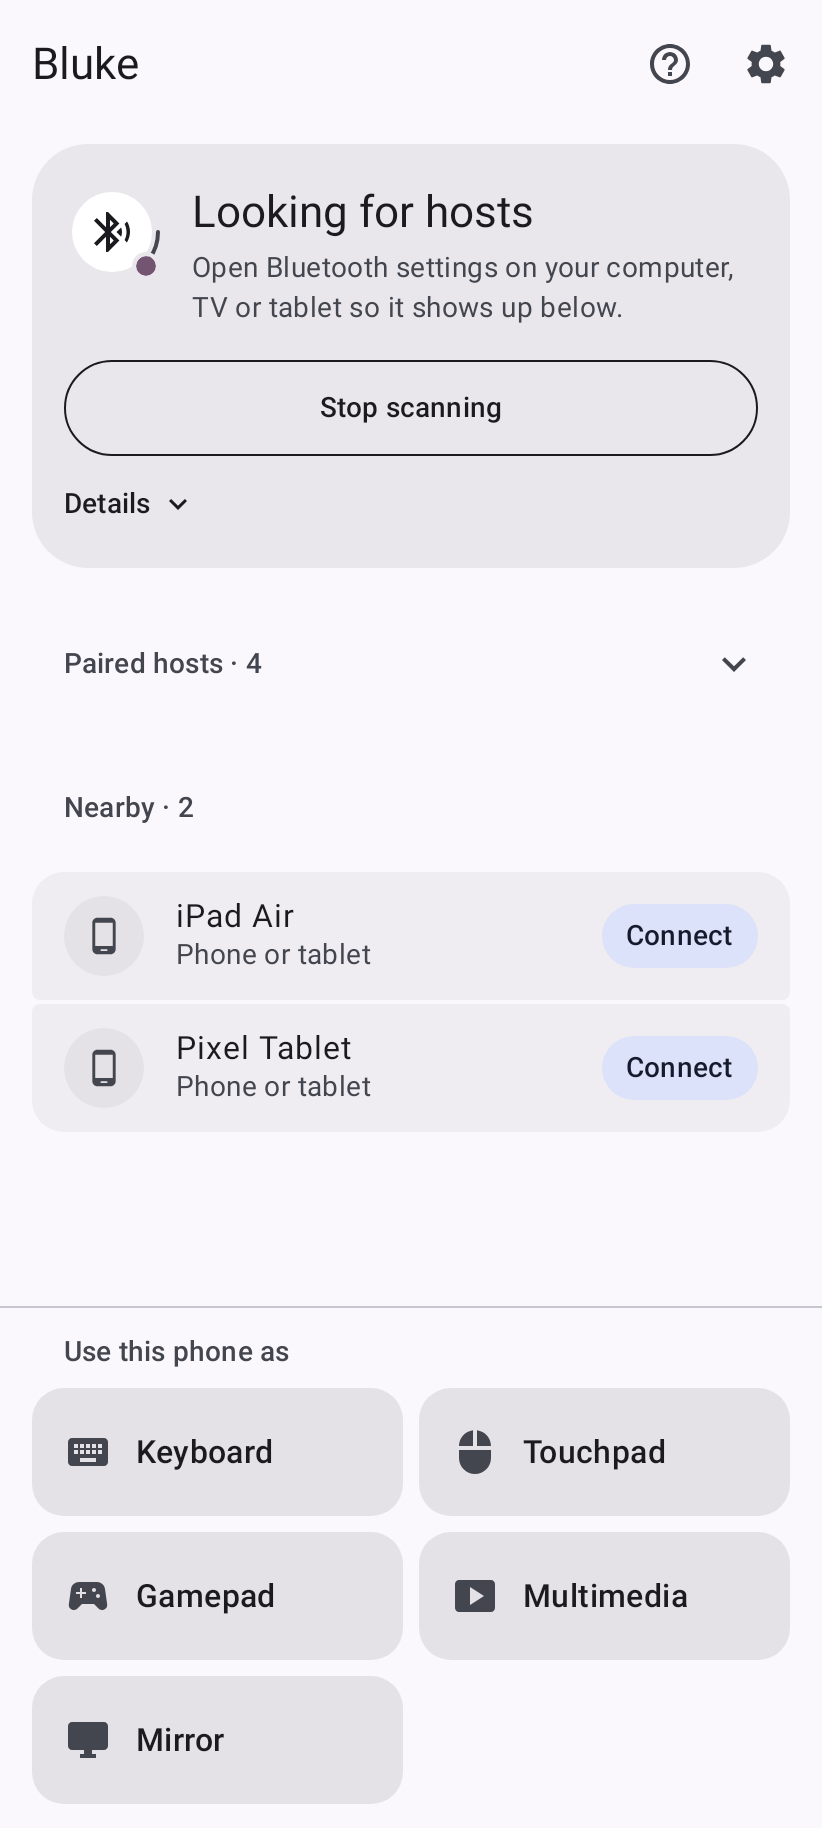 Bluke
Looking for hosts
Open Bluetooth settings on your computer,
TV or tablet so it shows up below.
Stop scanning
Details
Paired hosts · 4
Nearby · 2
iPad Air
Phone or tablet
Connect
Pixel Tablet
Phone or tablet
Connect
Use this phone as
Keyboard
Touchpad
Gamepad
Multimedia
Mirror